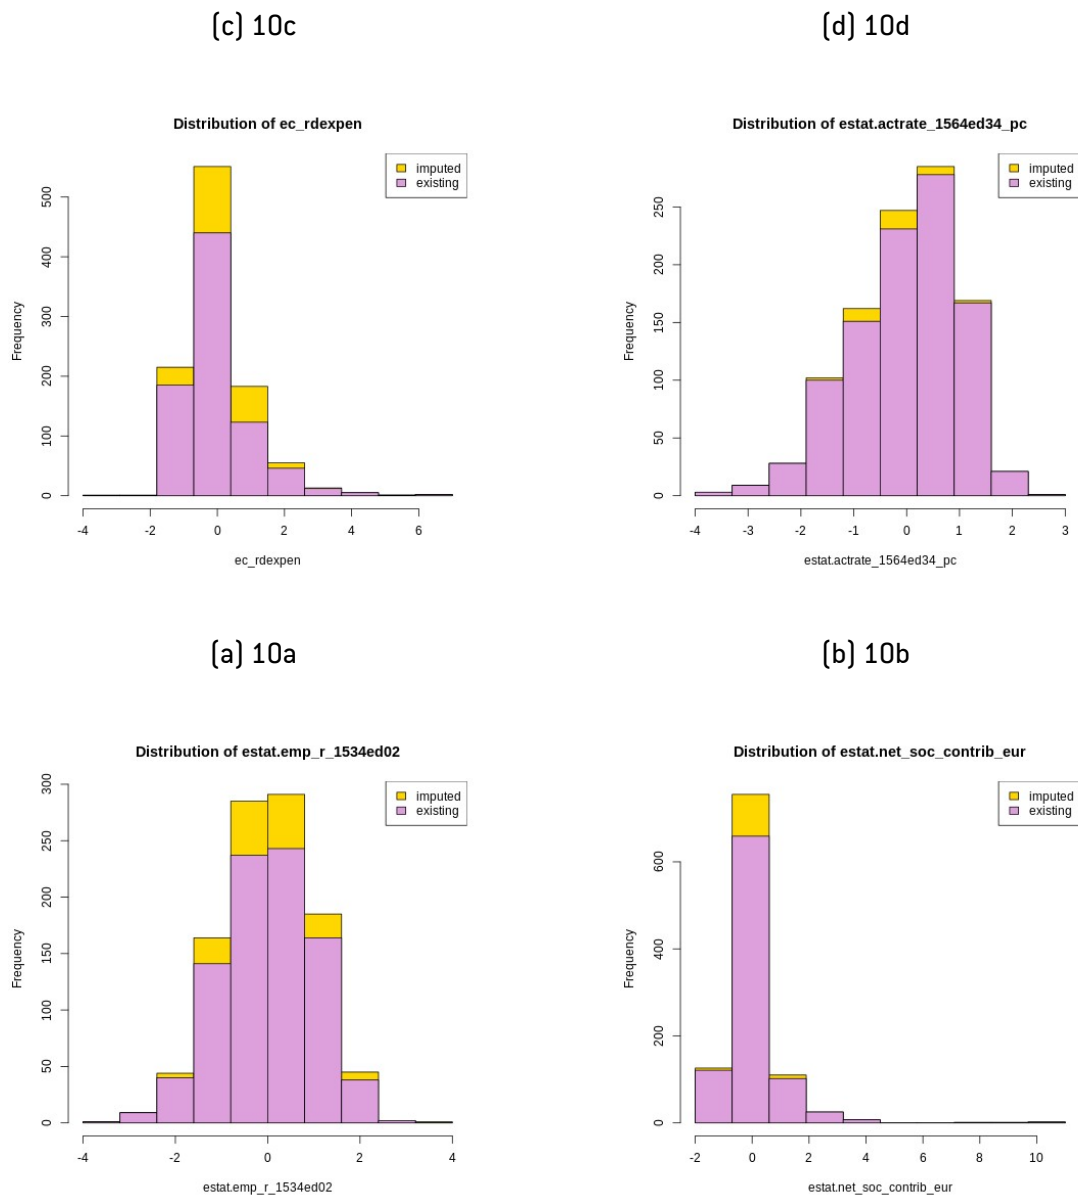 (c) 10c
(d) 10d
Distribution of ec_rdexpen
imputed
existing
Frequency
0
100
200
300
400
500
-4
-2
0
2
4
6
ec_rdexpen
Distribution of estat.actrate_1564ed34_pc
imputed
existing
Frequency
0
50
100
150
200
250
-4
-3
-2
-1
0
1
2
3
estat.actrate_1564ed34_pc
(a) 10a
(b) 10b
Distribution of estat.emp_r_1534ed02
imputed
existing
Frequency
0
50
100
150
200
250
300
-4
-2
0
2
4
estat.emp_r_1534ed02
Distribution of estat.net_soc_contrib_eur
imputed
existing
Frequency
0
200
400
600
-2
0
2
4
6
8
10
estat.net_soc_contrib_eur